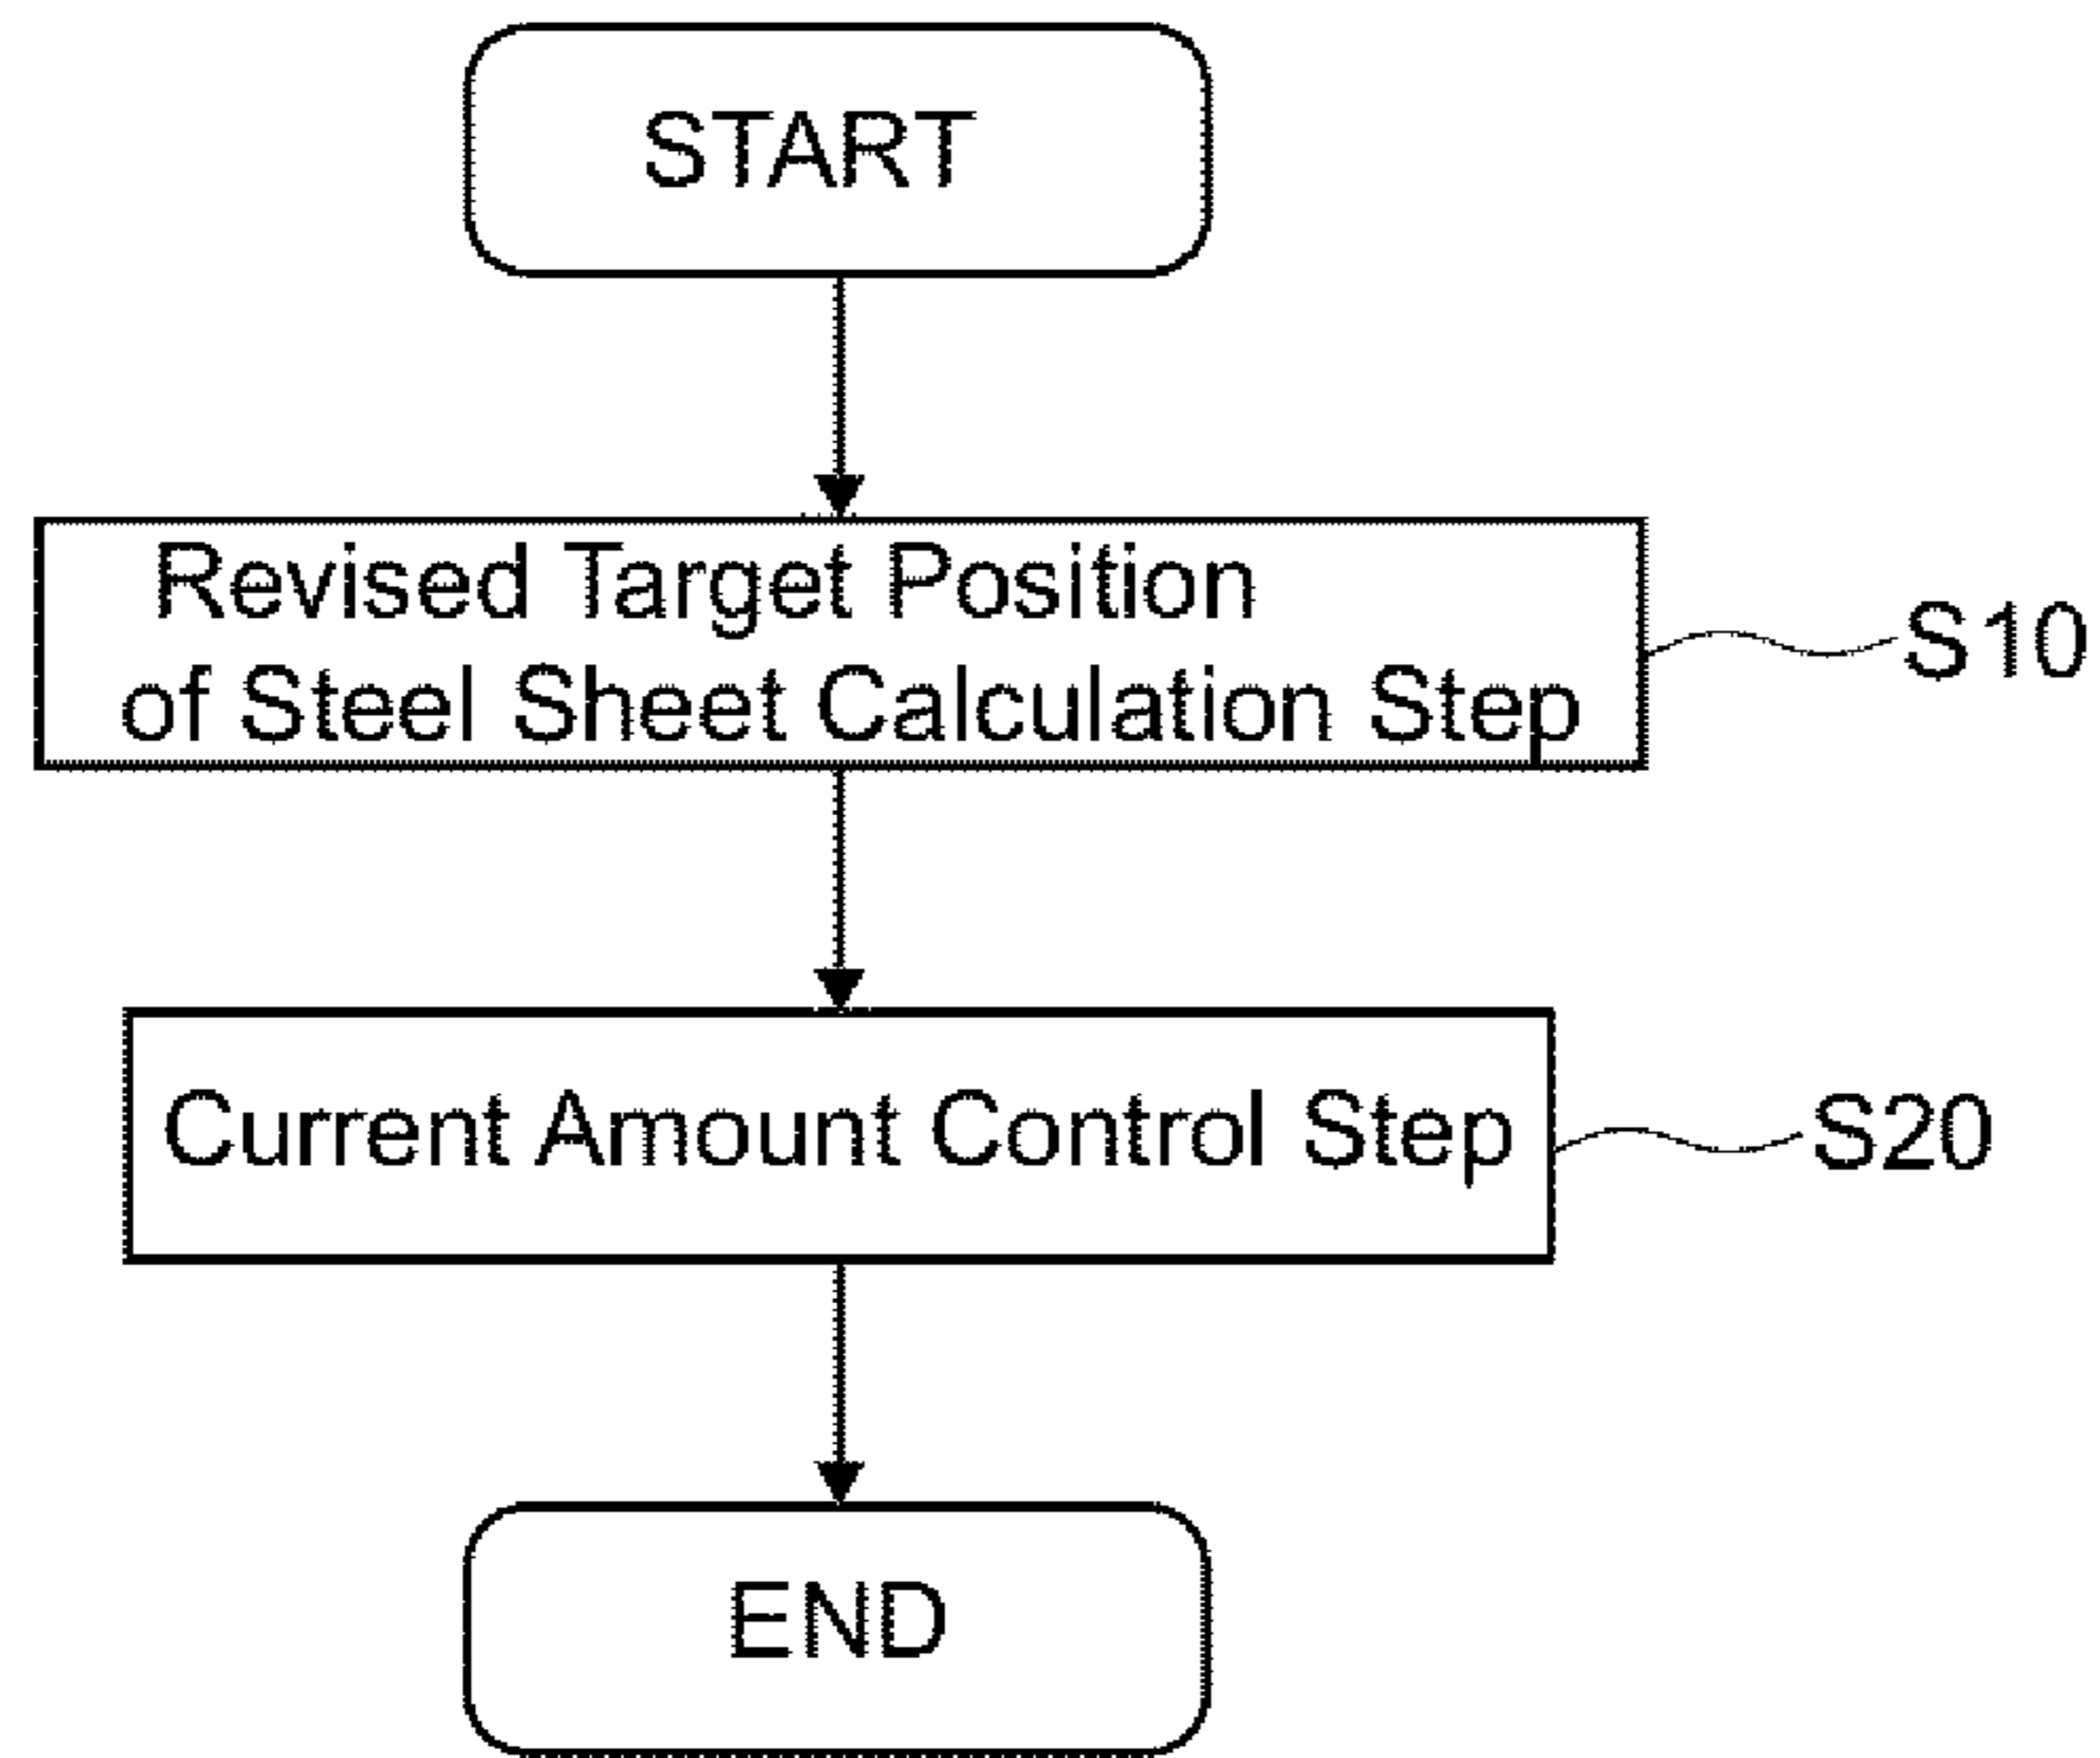 START
Revised Target Position
of Steel Sheet Calculation Step
S10
Current Amount Control Step
S20
END